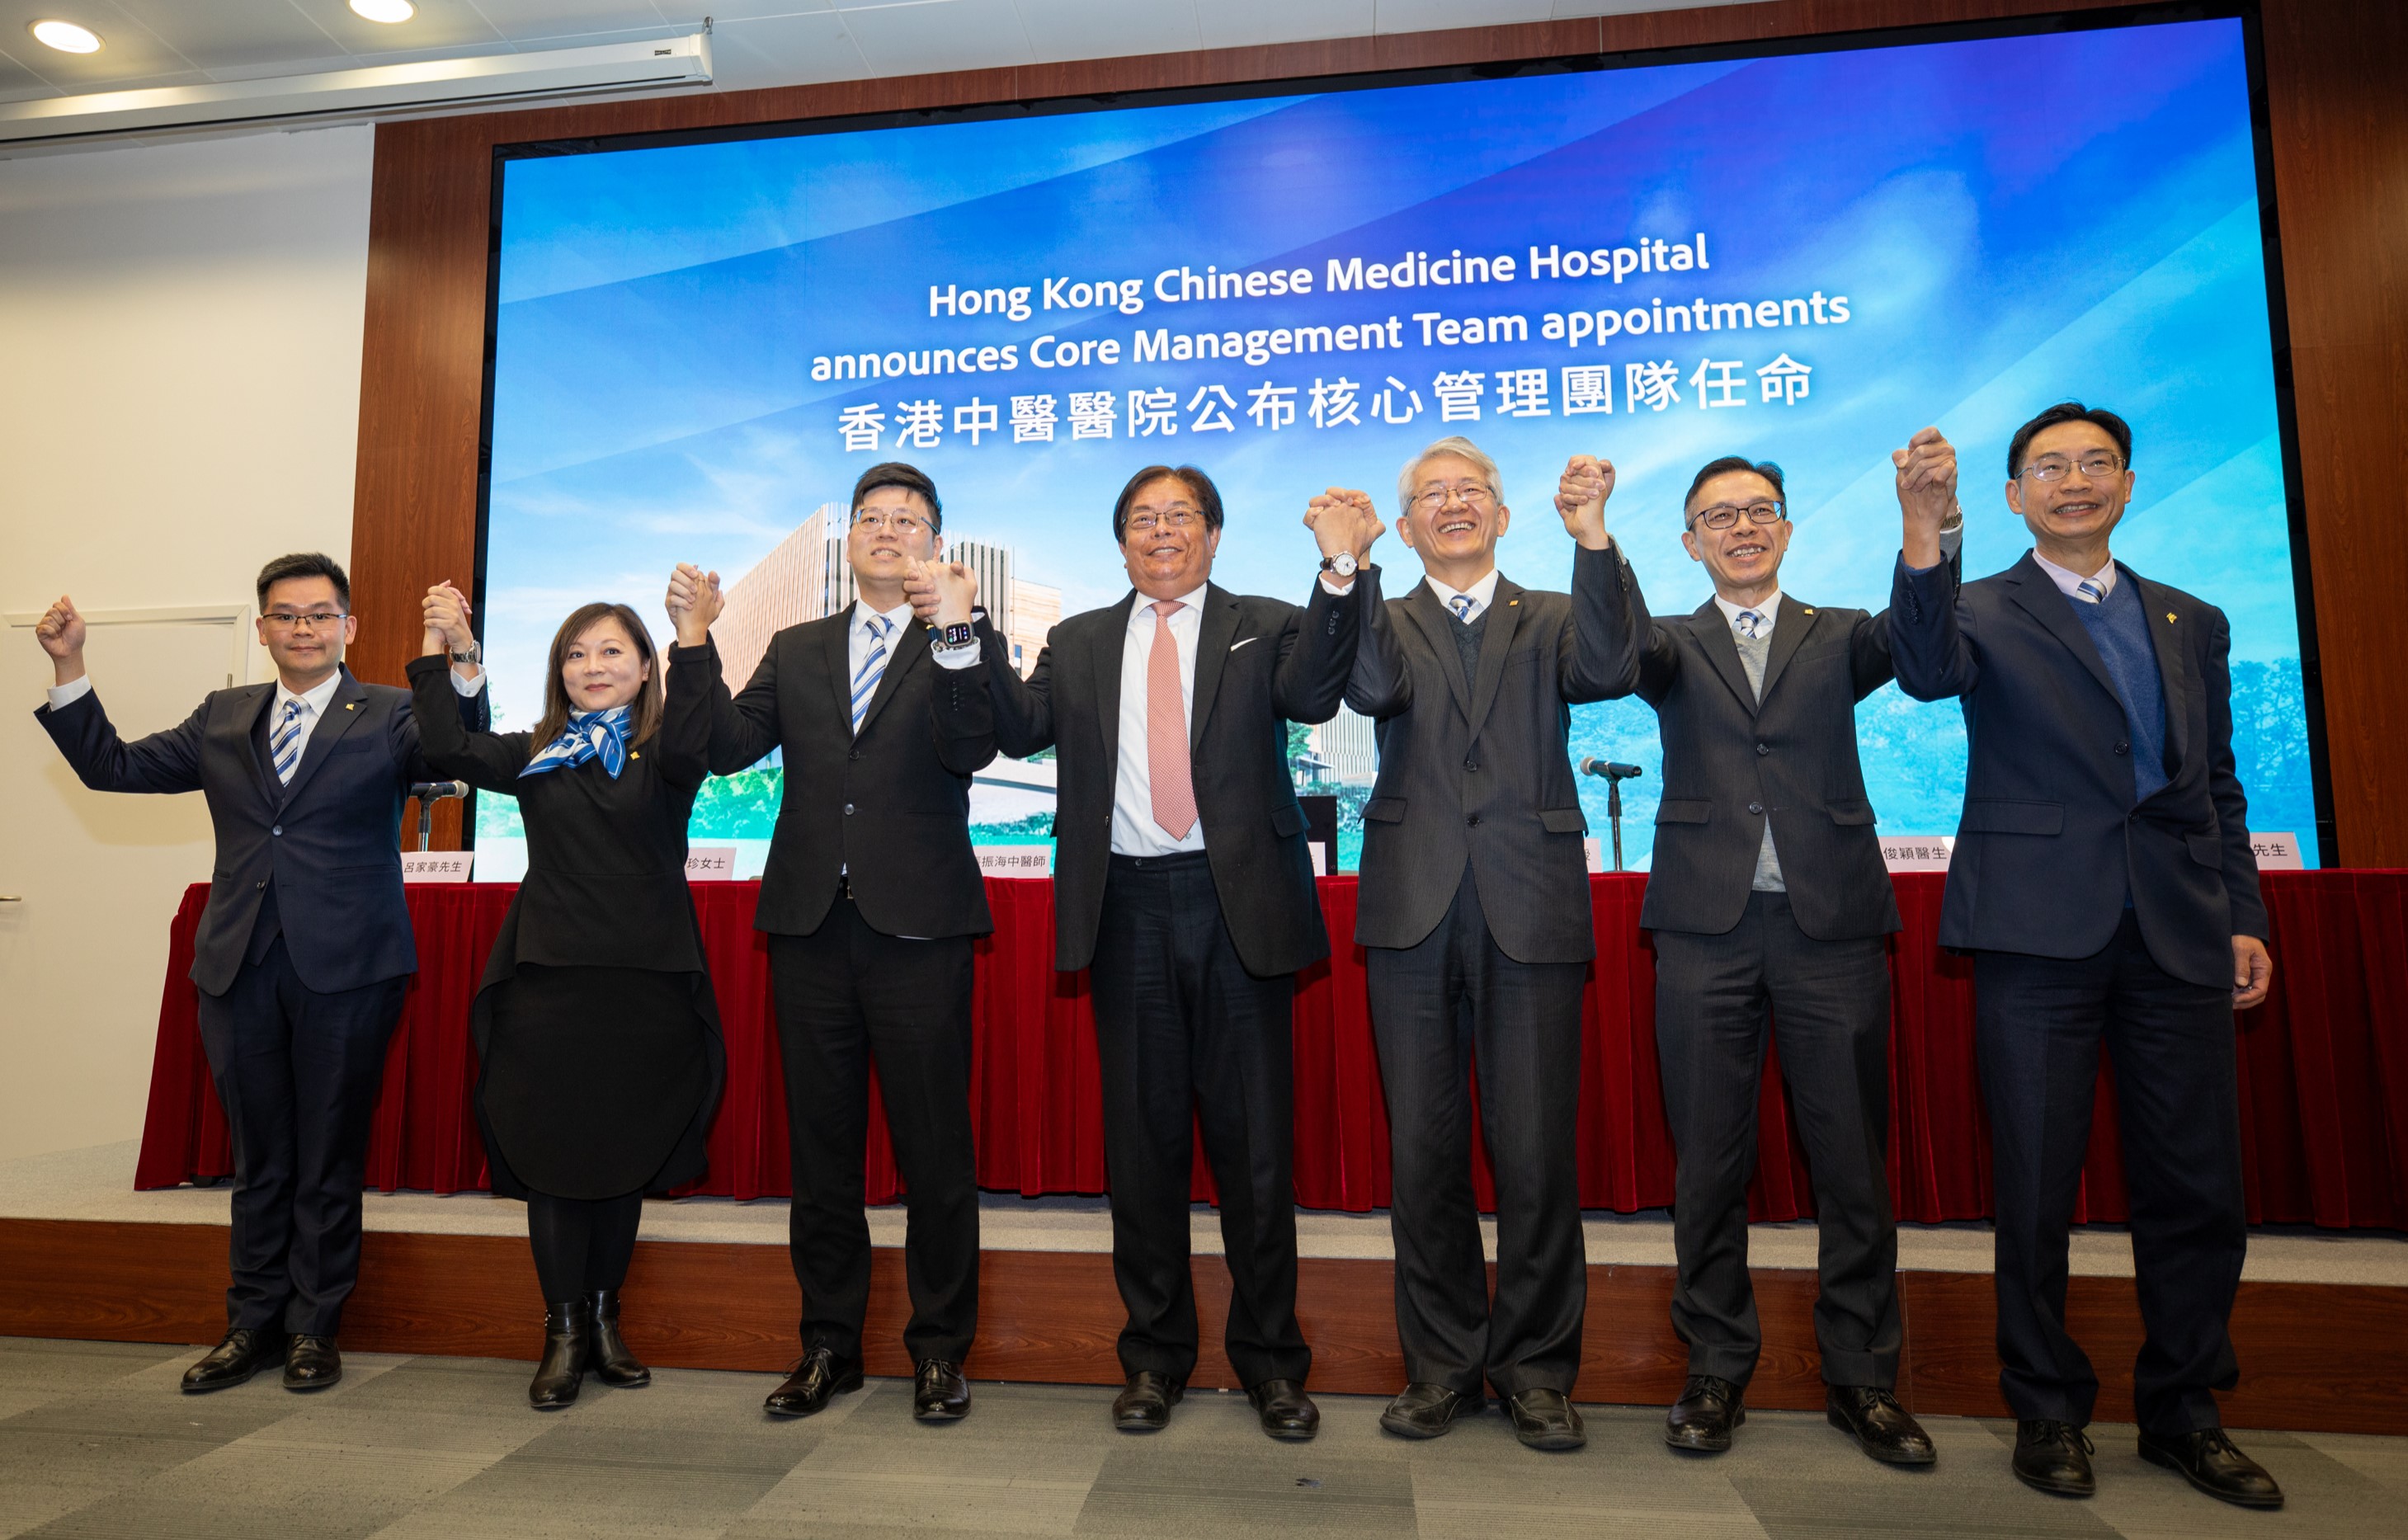 Hong Kong Chinese Medicine Hospital
announces Core Management Team appointments
香港中醫醫院公布核心管理團隊任命
呂家豪先生
珍女士
振海中醫師
俊穎醫生
先生